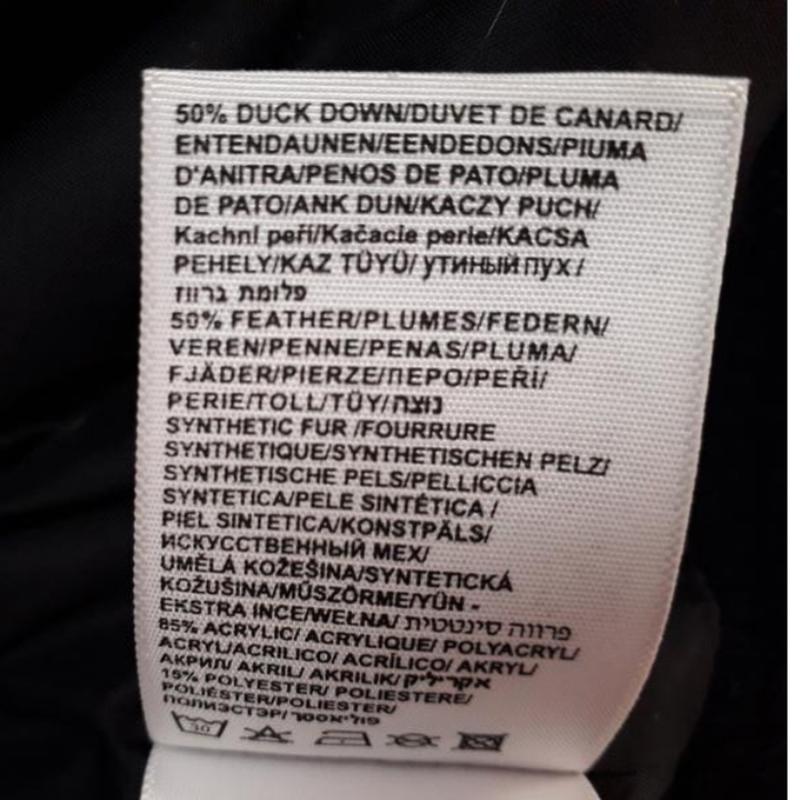 50% DUCK DOWN/DUVET DE CANARD/
ENTENDAUNEN/EENDEDONS/PIUMA
D'ANITRA/PENOS DE PATO/PLUMA
DE PATO/ANK DUN/KACZY PUCH/
Kachní peří/Kačacie perie/KACSA
PEHELY/KAZ TÜYÜ/ утиный пух /
פלומת ברווז
50% FEATHER/PLUMES/FEDERN/
VEREN/PENNE/PENAS/PLUMA/
FJÄDER/PIERZE/ПЕРО/PEŘÍ/
PERIE/TOLL/TÜY/נוצה
SYNTHETIC FUR /FOURRURE
SYNTHETIQUE/SYNTHETISCHEN PELZ/
SYNTHETISCHE PELS/PELLICCIA
SYNTETICA/PELE SINTÉTICA /
PIEL SINTETICA/KONSTPÄLS/
ИСКУССТВЕННЫЙ МЕХ/
UMĚLÁ KOŽEŠINA/SYNTETICKÁ
KOŽUŠINA/MŰSZŐRME/YÜN -
EKSTRA INCE/WEŁNA/ פרווה סינטטית
85% ACRYLIC/ ACRYLIQUE/ POLYACRYL/
ACRYL/ACRILICO/ ACRÍLICO/ AKRYL/
АКРИЛ/ AKRIL/ AKRILIK/אקריליק
15% POLYESTER/ POLIESTERE/
POLIÉSTER/POLIESTER/
ПОЛИЭСТЭР/ פוליאסטר
30